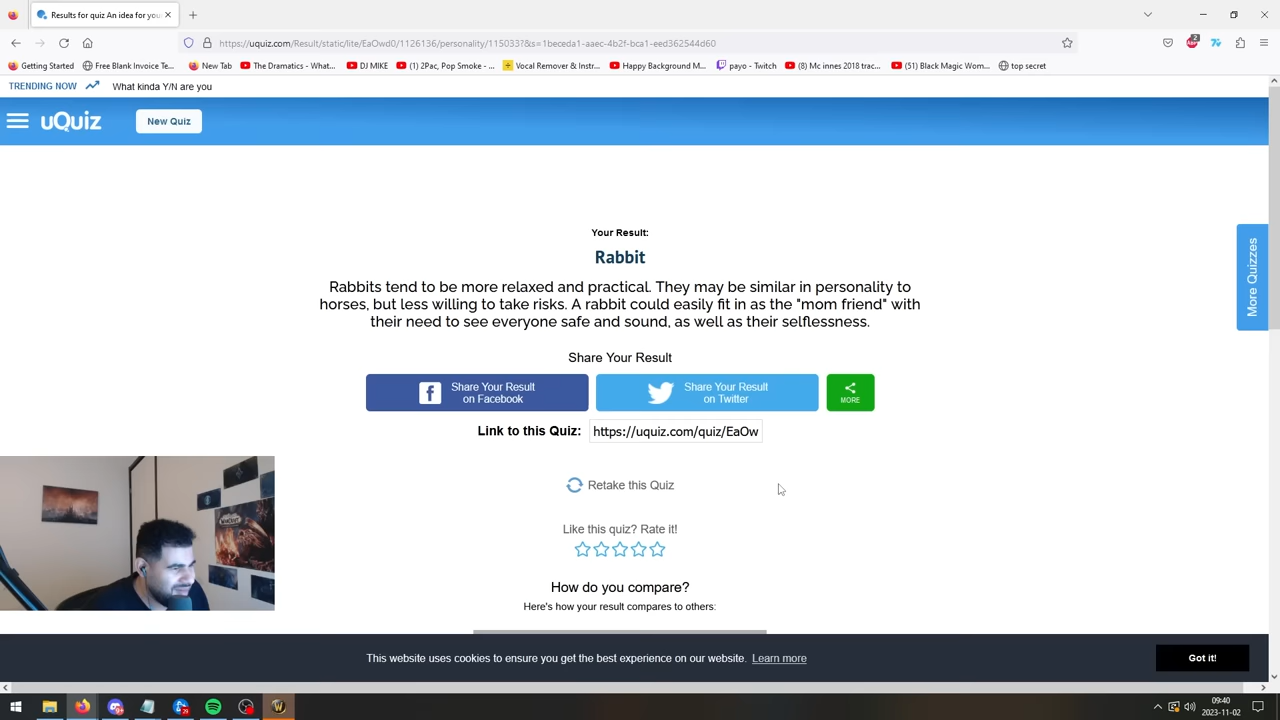 Results for quiz An idea for you
https://uquiz.com/Result/static/lite/EaOwd0/1126136/personality/115033?&s=1beceda1-aaec-4b2f-bca1-eed362544d60
2
Getting Started
Free Blank Invoice Te...
New Tab
The Dramatics - What...
DJ MIKE
(1) 2Pac, Pop Smoke - ...
Vocal Remover & Instr...
Happy Background M...
payo - Twitch
(8) Mc innes 2018 trac...
(51) Black Magic Wom...
top secret
TRENDING NOW
What kinda Y/N are you
uQuiz
New Quiz
More Quizzes
Your Result:
Rabbit
Rabbits tend to be more relaxed and practical. They may be similar in personality to
horses, but less willing to take risks. A rabbit could easily fit in as the "mom friend" with
their need to see everyone safe and sound, as well as their selflessness.
Share Your Result
Share Your Result
on Facebook
Share Your Result
on Twitter
MORE
Link to this Quiz: https://uquiz.com/quiz/EaOw
Retake this Quiz
Like this quiz? Rate it!
How do you compare?
Here's how your result compares to others:
This website uses cookies to ensure you get the best experience on our website. Learn more
Got it!
09:40
2023-11-02